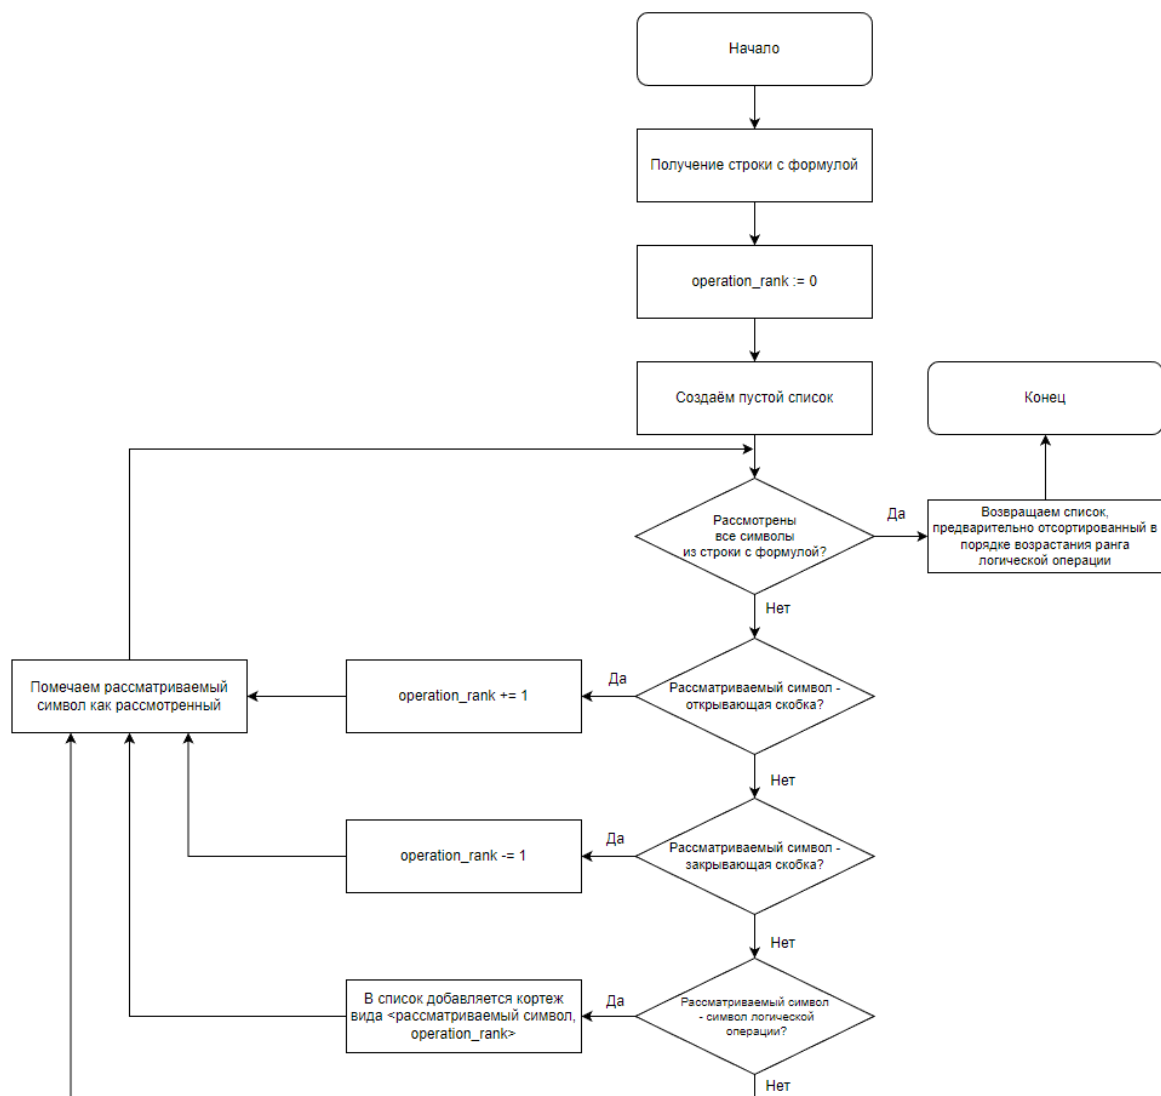 Начало
Получение строки с формулой
operation_rank := 0
Создаём пустой список
Конец
Рассмотрены
все символы
из строки с формулой?
Да
Возвращаем список,
предварительно отсортированный в
порядке возрастания ранга
логической операции
Нет
Помечаем рассматриваемый
символ как рассмотренный
operation_rank += 1
Да
Рассматриваемый символ -
открывающая скобка?
Нет
operation_rank -= 1
Да
Рассматриваемый символ -
закрывающая скобка?
Нет
В список добавляется кортеж
вида <рассматриваемый символ,
operation_rank>
Да
Рассматриваемый символ
- символ логической
операции?
Нет